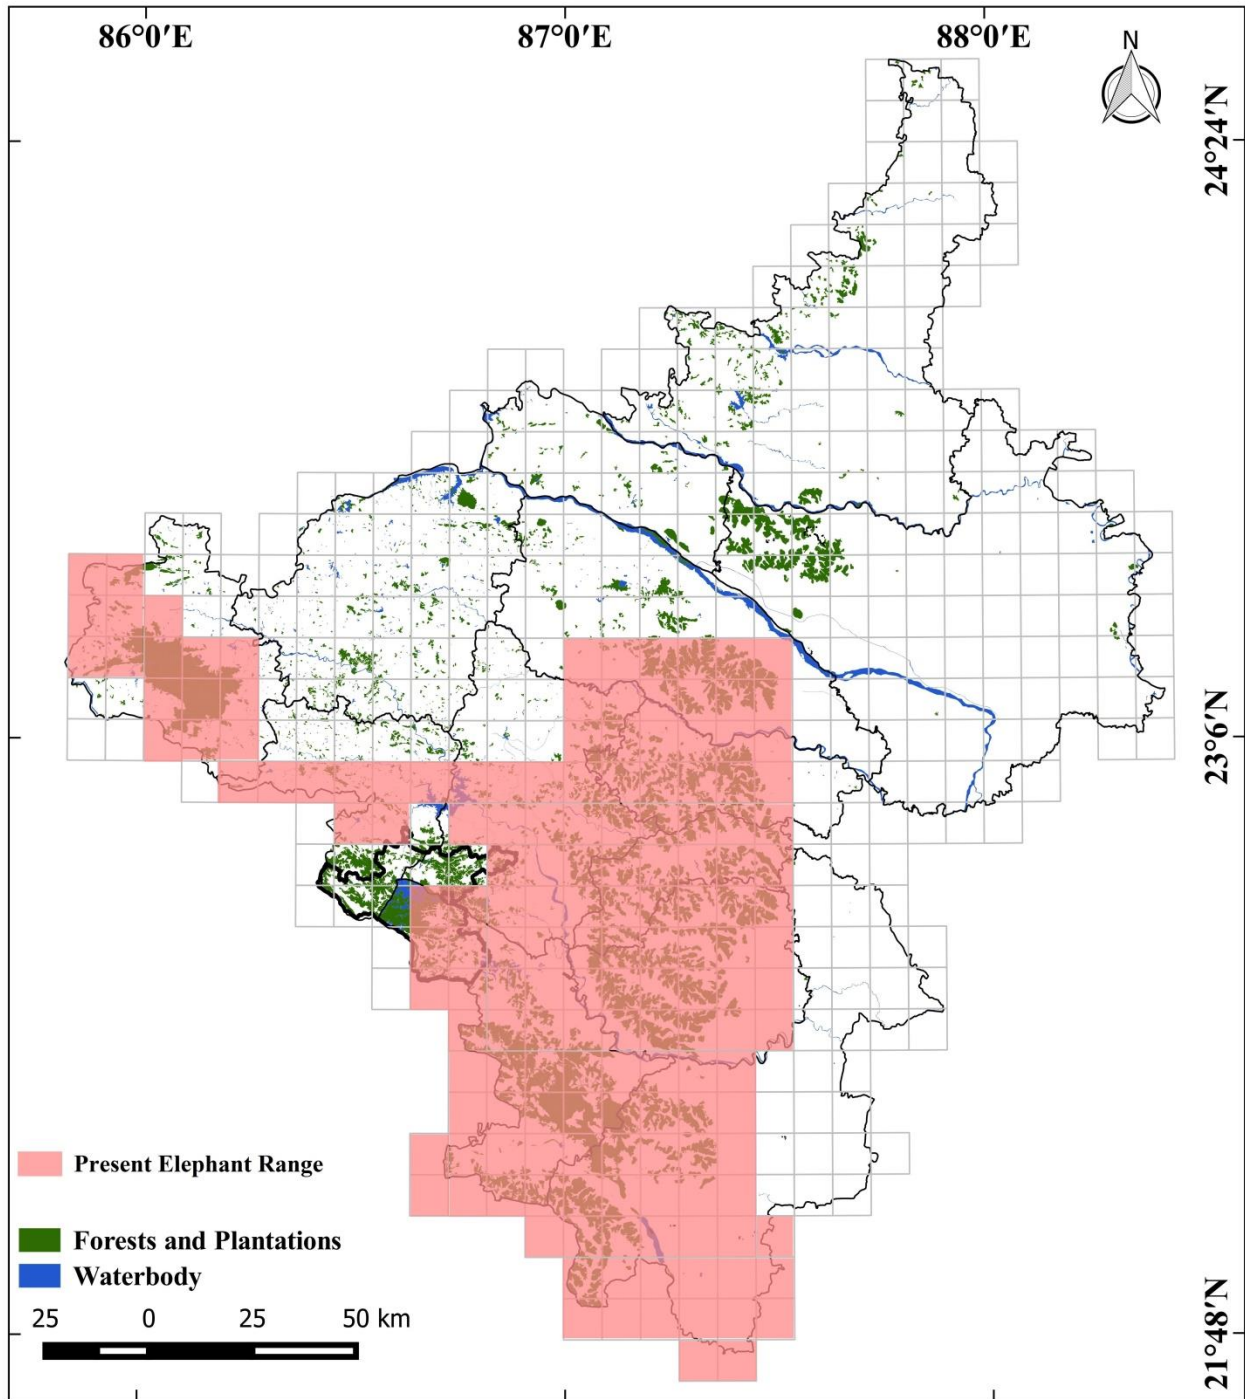 86°0′E 87°0′E 88°0′E
N
24°24′N
23°6′N
Present Elephant Range
Forests and Plantations
Waterbody
25 0 25 50 km
21°48′N